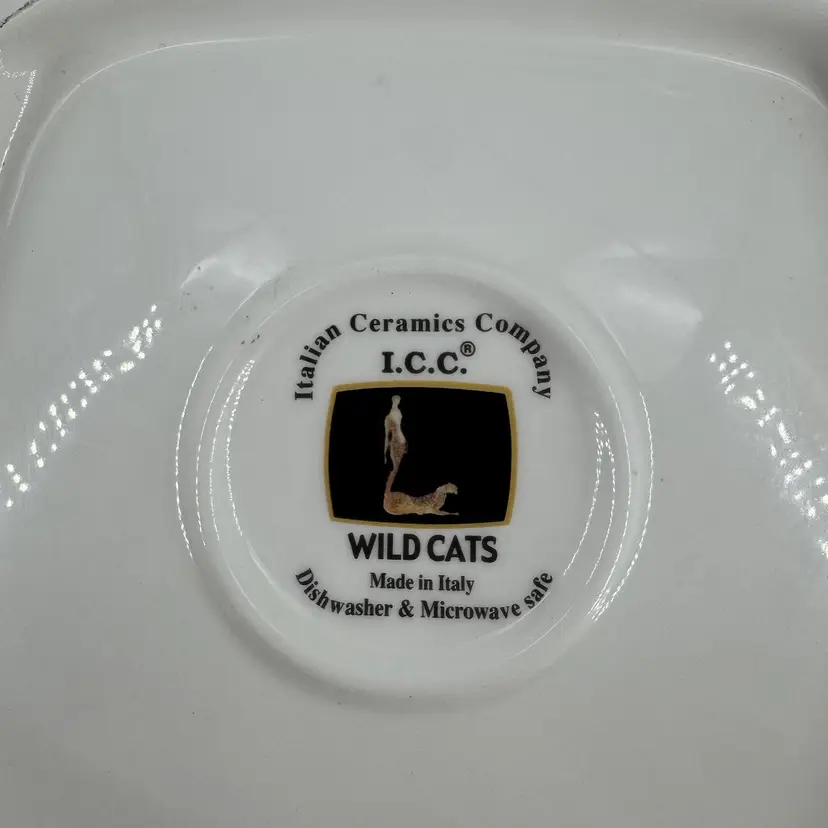 Italian Ceramics Company
I.C.C.®
WILD CATS
Made in Italy
Dishwasher & Microwave safe